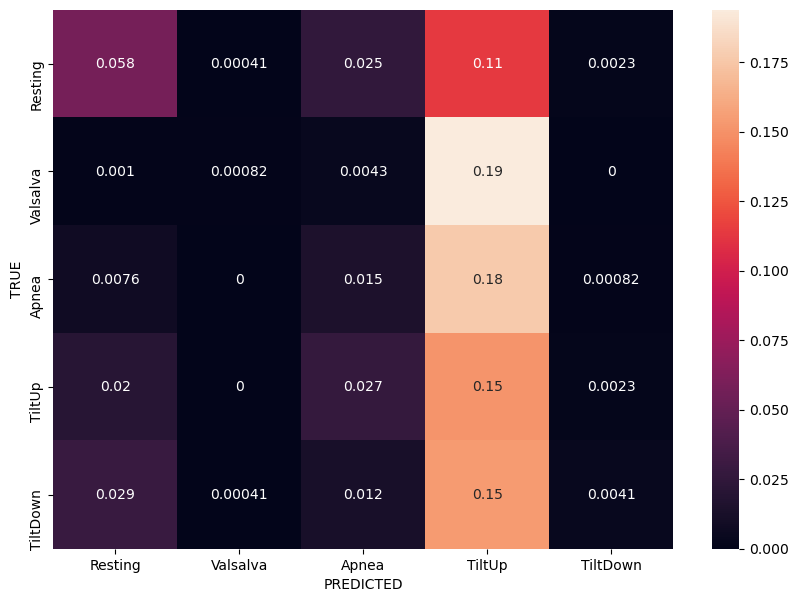 TRUE
Resting 0.058 0.00041 0.025 0.11 0.0023
Valsalva 0.001 0.00082 0.0043 0.19 0
Apnea 0.0076 0 0.015 0.18 0.00082
TiltUp 0.02 0 0.027 0.15 0.0023
TiltDown 0.029 0.00041 0.012 0.15 0.0041
Resting Valsalva Apnea TiltUp TiltDown
PREDICTED
0.175
0.150
0.125
0.100
0.075
0.050
0.025
0.000